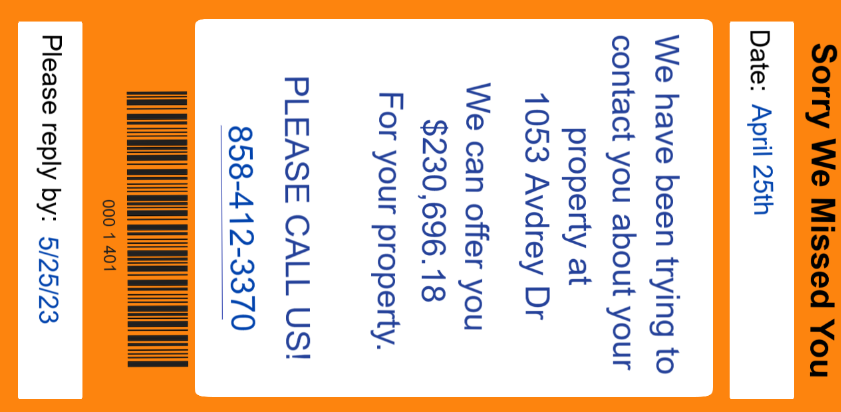 Sorry We Missed You
Date: April 25th
We have been trying to
contact you about your
property at
1053 Avdrey Dr
We can offer you
$230,696.18
For your property.
PLEASE CALL US!
858-412-3370
000 1 401
Please reply by: 5/25/23